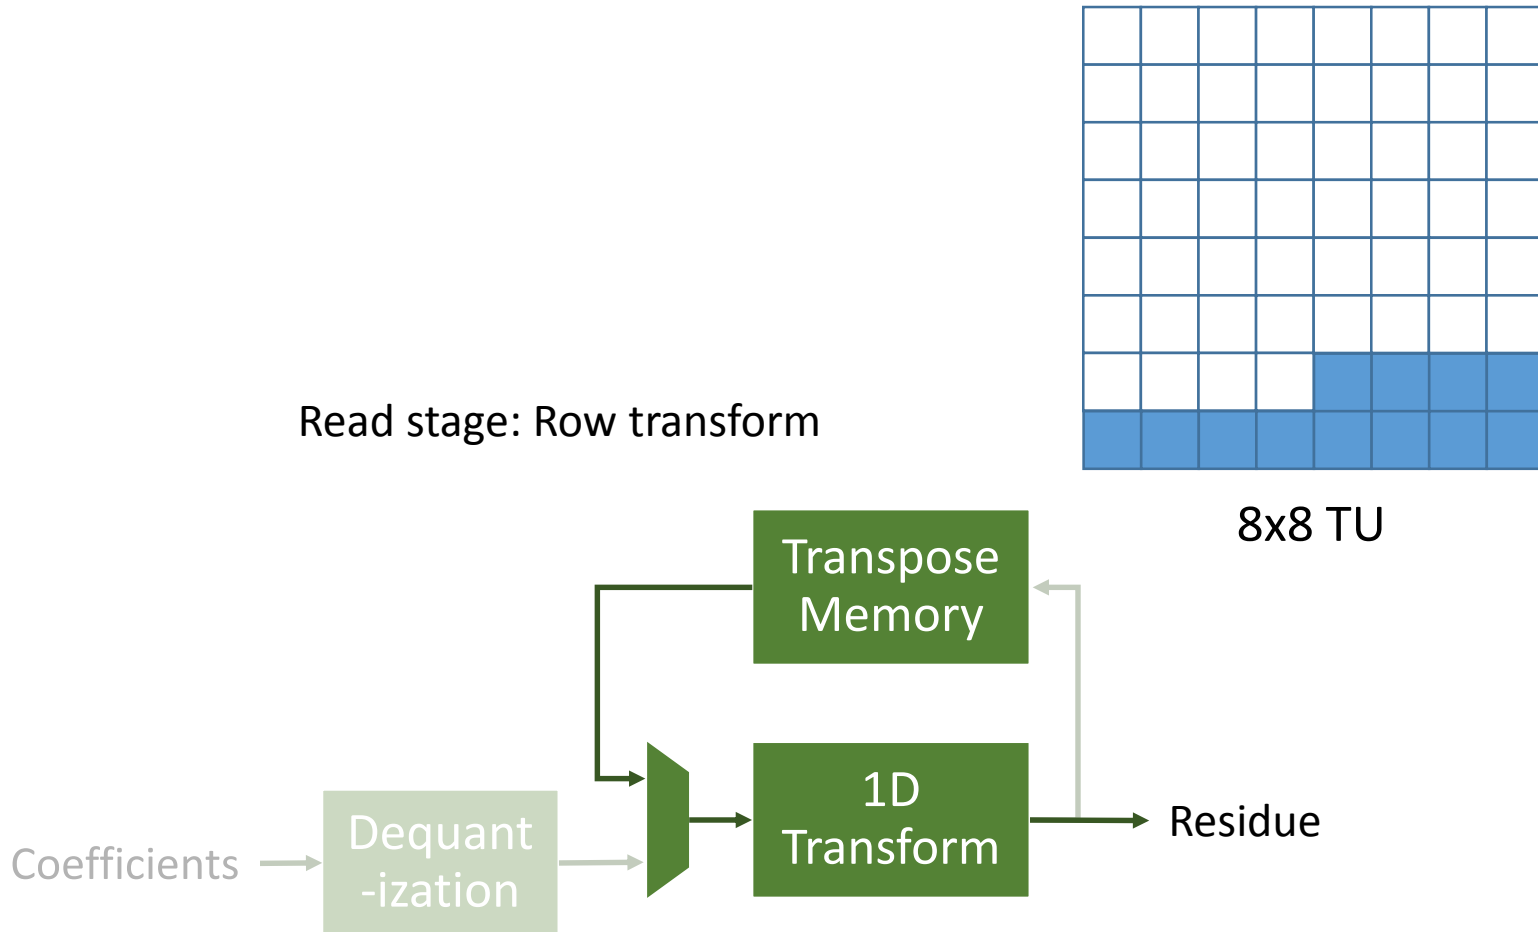 Read stage: Row transform
8x8 TU
Transpose
Memory
1D
Transform
Residue
Dequant
-ization
Coefficients